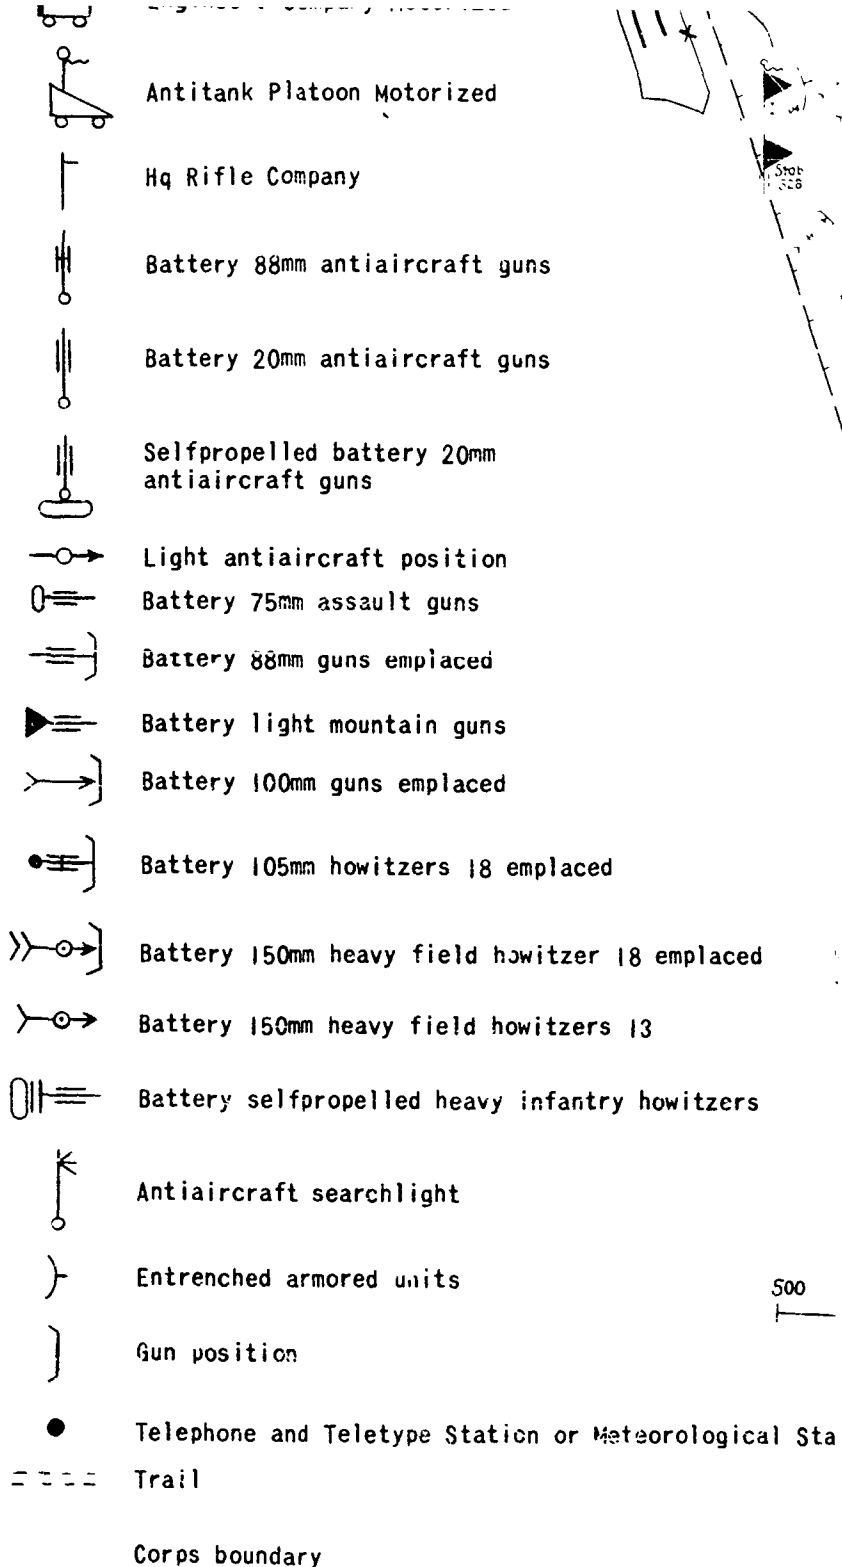 Antitank Platoon Motorized
Hq Rifle Company
Battery 88mm antiaircraft guns
Battery 20mm antiaircraft guns
Selfpropelled battery 20mm
antiaircraft guns
Light antiaircraft position
Battery 75mm assault guns
Battery 88mm guns emplaced
Battery light mountain guns
Battery 100mm guns emplaced
Battery 105mm howitzers 18 emplaced
Battery 150mm heavy field howitzer 18 emplaced
Battery 150mm heavy field howitzers 13
Battery selfpropelled heavy infantry howitzers
Antiaircraft searchlight
Entrenched armored units
Gun position
Telephone and Teletype Station or Meteorological Sta
Trail
Corps boundary
Stab
328
500